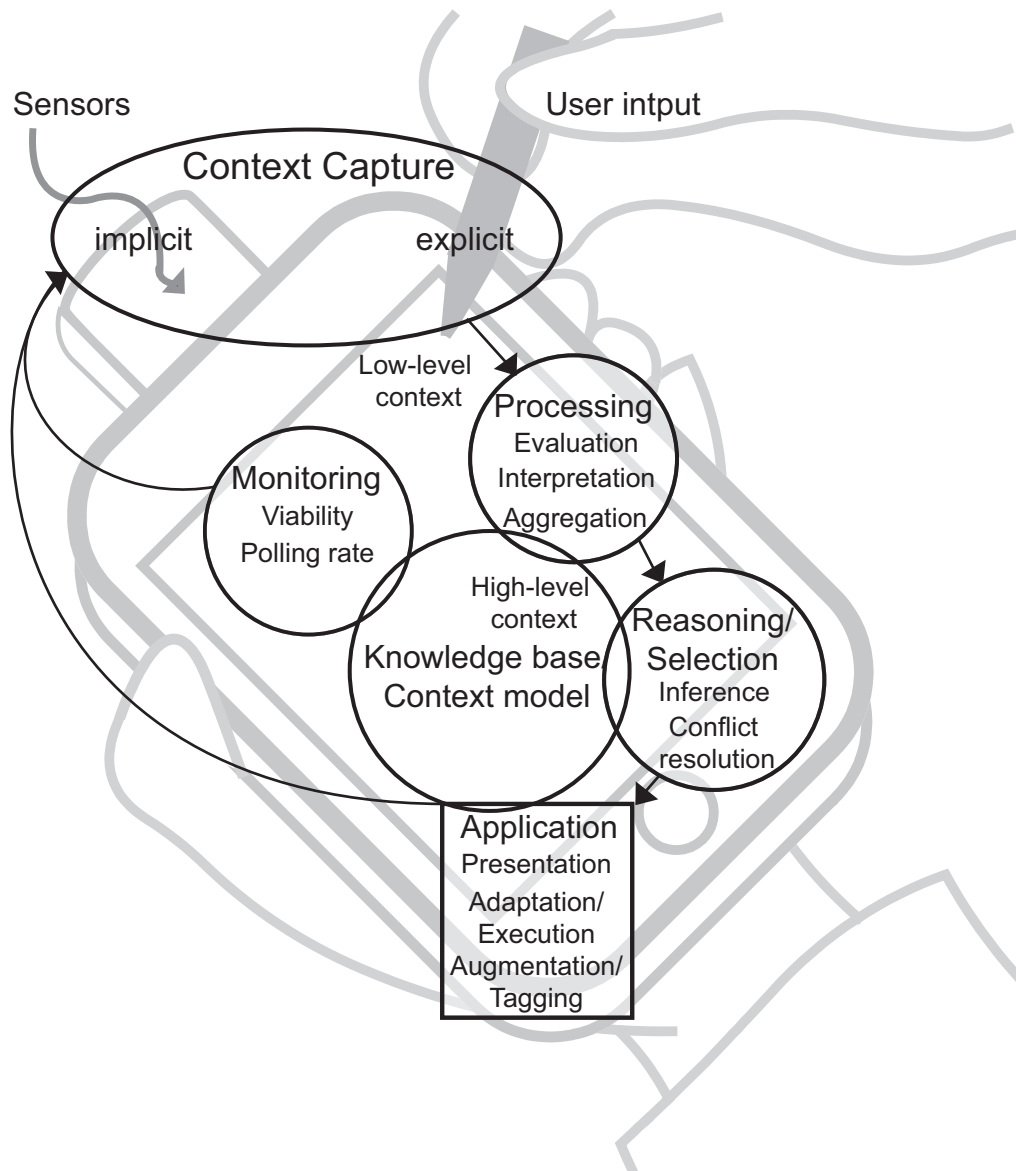 Sensors
User intput
Context Capture
implicit
explicit
Low-level
context
Processing
Evaluation
Interpretation
Aggregation
Monitoring
Viability
Polling rate
High-level
context
Knowledge base/
Context model
Reasoning/
Selection
Inference
Conflict
resolution
Application
Presentation
Adaptation/
Execution
Augmentation/
Tagging